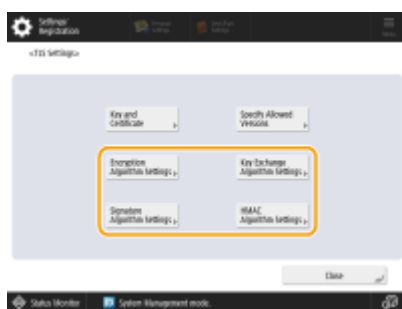 Settings/
Registration
<TLS Settings>
Key and
Certificate
Specify Allowed
Versions
Encryption
Algorithm Settings
Key Exchange
Algorithm Settings
Signature
Algorithm Settings
HMAC
Algorithm Settings
Close
Status Monitor
System Management mode.